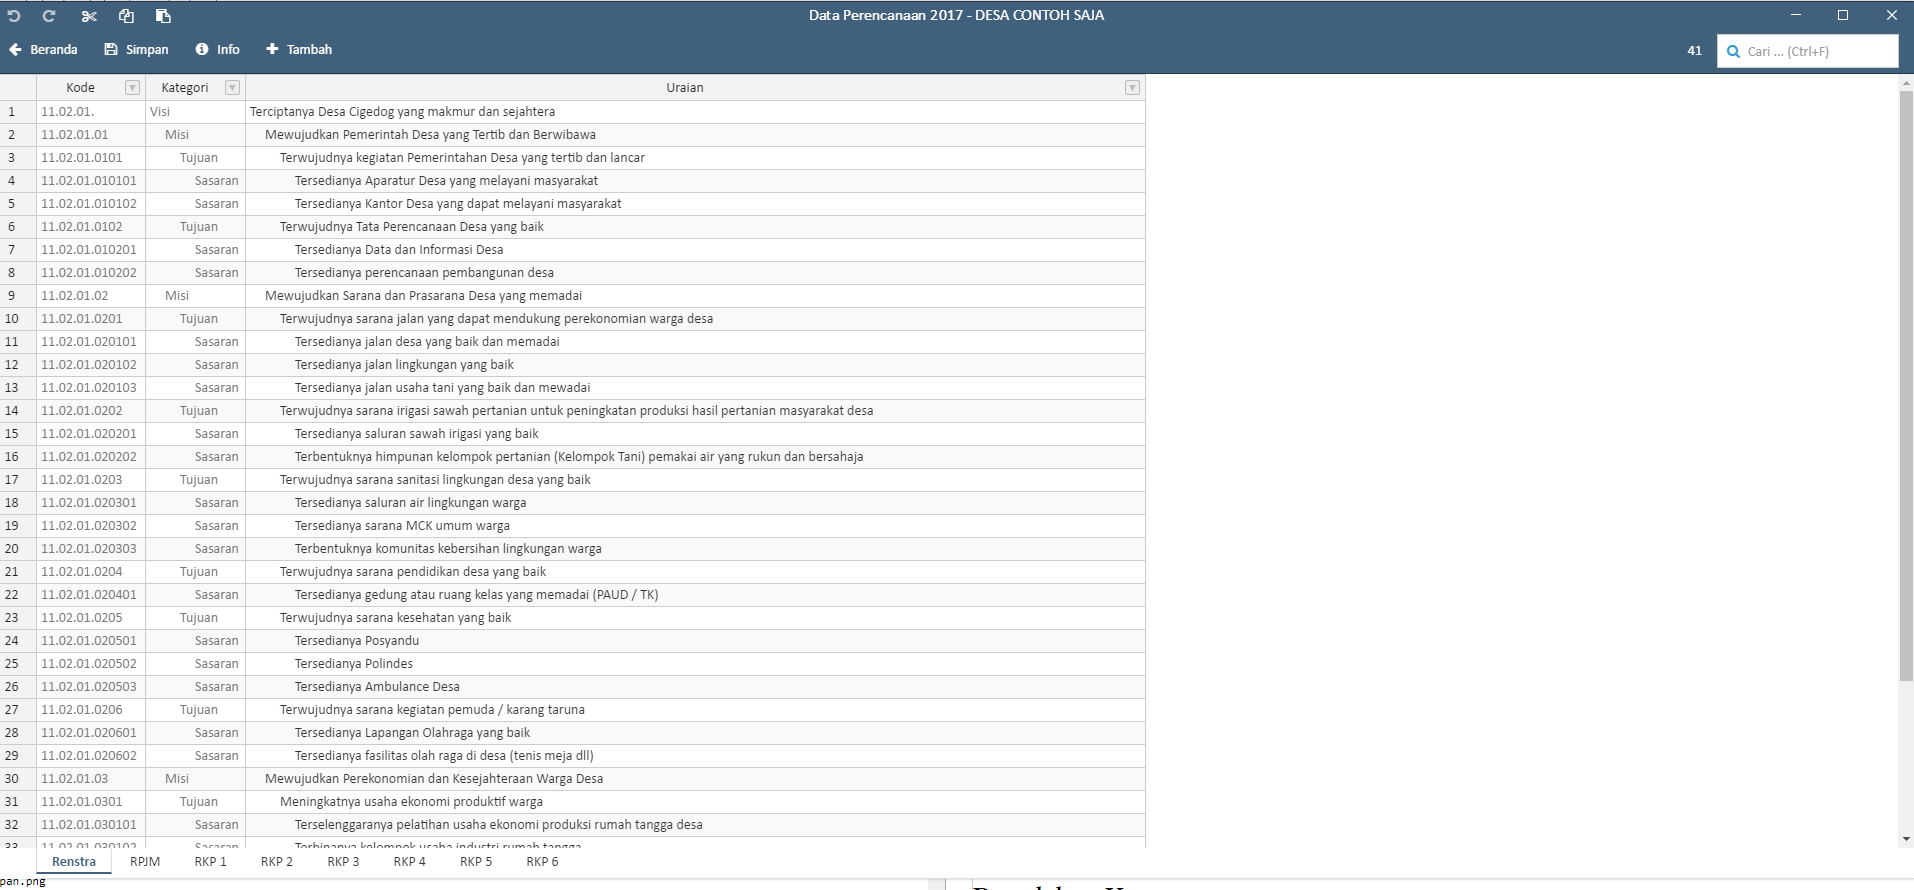 Data Perencanaan 2017 - DESA CONTOH SAJA
Beranda Simpan Info Tambah 41 Cari ... (Ctrl+F)
Kode Kategori Uraian
1 11.02.01. Visi Terciptanya Desa Cigedog yang makmur dan sejahtera
2 11.02.01.01 Misi Mewujudkan Pemerintah Desa yang Tertib dan Berwibawa
3 11.02.01.0101 Tujuan Terwujudnya kegiatan Pemerintahan Desa yang tertib dan lancar
4 11.02.01.010101 Sasaran Tersedianya Aparatur Desa yang melayani masyarakat
5 11.02.01.010102 Sasaran Tersedianya Kantor Desa yang dapat melayani masyarakat
6 11.02.01.0102 Tujuan Terwujudnya Tata Perencanaan Desa yang baik
7 11.02.01.010201 Sasaran Tersedianya Data dan Informasi Desa
8 11.02.01.010202 Sasaran Tersedianya perencanaan pembangunan desa
9 11.02.01.02 Misi Mewujudkan Sarana dan Prasarana Desa yang memadai
10 11.02.01.0201 Tujuan Terwujudnya sarana jalan yang dapat mendukung perekonomian warga desa
11 11.02.01.020101 Sasaran Tersedianya jalan desa yang baik dan memadai
12 11.02.01.020102 Sasaran Tersedianya jalan lingkungan yang baik
13 11.02.01.020103 Sasaran Tersedianya jalan usaha tani yang baik dan mewadai
14 11.02.01.0202 Tujuan Terwujudnya sarana irigasi sawah pertanian untuk peningkatan produksi hasil pertanian masyarakat desa
15 11.02.01.020201 Sasaran Tersedianya saluran sawah irigasi yang baik
16 11.02.01.020202 Sasaran Terbentuknya himpunan kelompok pertanian (Kelompok Tani) pemakai air yang rukun dan bersahaja
17 11.02.01.0203 Tujuan Terwujudnya sarana sanitasi lingkungan desa yang baik
18 11.02.01.020301 Sasaran Tersedianya saluran air lingkungan warga
19 11.02.01.020302 Sasaran Tersedianya sarana MCK umum warga
20 11.02.01.020303 Sasaran Terbentuknya komunitas kebersihan lingkungan warga
21 11.02.01.0204 Tujuan Terwujudnya sarana pendidikan desa yang baik
22 11.02.01.020401 Sasaran Tersedianya gedung atau ruang kelas yang memadai (PAUD / TK)
23 11.02.01.0205 Tujuan Terwujudnya sarana kesehatan yang baik
24 11.02.01.020501 Sasaran Tersedianya Posyandu
25 11.02.01.020502 Sasaran Tersedianya Polindes
26 11.02.01.020503 Sasaran Tersedianya Ambulance Desa
27 11.02.01.0206 Tujuan Terwujudnya sarana kegiatan pemuda / karang taruna
28 11.02.01.020601 Sasaran Tersedianya Lapangan Olahraga yang baik
29 11.02.01.020602 Sasaran Tersedianya fasilitas olah raga di desa (tenis meja dll)
30 11.02.01.03 Misi Mewujudkan Perekonomian dan Kesejahteraan Warga Desa
31 11.02.01.0301 Tujuan Meningkatnya usaha ekonomi produktif warga
32 11.02.01.030101 Sasaran Terselenggaranya pelatihan usaha ekonomi produksi rumah tangga desa
33 11.02.01.030102 Sasaran Terbinanya kelompok usaha industri rumah tangga
Renstra RPJM RKP 1 RKP 2 RKP 3 RKP 4 RKP 5 RKP 6
pan.png